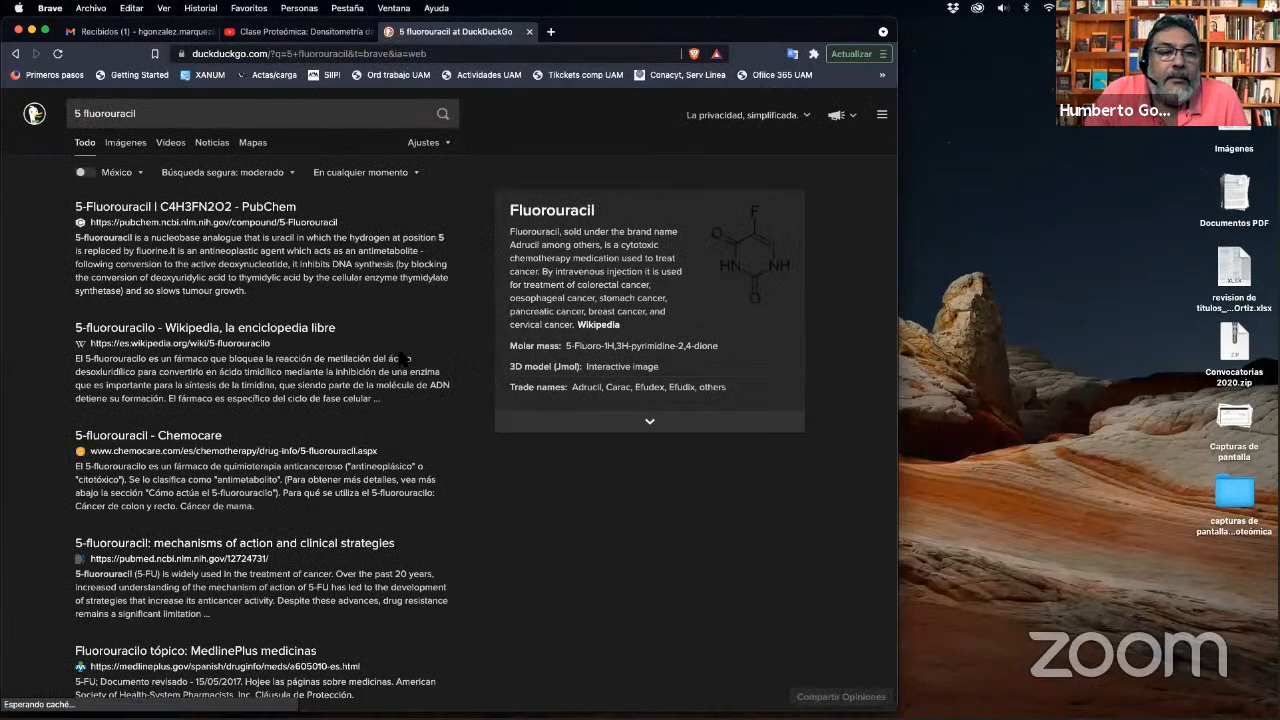 Brave Archivo Editar Ver Historial Favoritos Personas Pestaña Ventana Ayuda
Recibidos (1) - hgonzalez.marquez
Clase Proteómica: Densitometría de
5 fluorouracil at DuckDuckGo
duckduckgo.com/?q=5+fluorouracil&t=brave&ia=web
Actualizar
Primeros pasos Getting Started XANUM Actas/carga SIIPI Ord trabajo UAM Actividades UAM Tikckets comp UAM Conacyt, Serv Linea Ofiice 365 UAM »
5 fluorouracil
La privacidad, simplificada.
Todo Imágenes Vídeos Noticias Mapas Ajustes
México Búsqueda segura: moderado En cualquier momento
5-Fluorouracil | C4H3FN2O2 - PubChem
https://pubchem.ncbi.nlm.nih.gov/compound/5-Fluorouracil
5-fluorouracil is a nucleobase analogue that is uracil in which the hydrogen at position 5
is replaced by fluorine.It is an antineoplastic agent which acts as an antimetabolite -
following conversion to the active deoxynucleotide, it inhibits DNA synthesis (by blocking
the conversion of deoxyuridylic acid to thymidylic acid by the cellular enzyme thymidylate
synthetase) and so slows tumour growth.
5-fluorouracilo - Wikipedia, la enciclopedia libre
W https://es.wikipedia.org/wiki/5-fluorouracilo
El 5-fluorouracilo es un fármaco que bloquea la reacción de metilación del
desoxiuridílico para convertirlo en ácido timidílico mediante la inhibición de una enzima
que es importante para la síntesis de la timidina, que siendo parte de la molécula de ADN
detiene su formación. El fármaco es específico del ciclo de fase celular ...
5-fluorouracil - Chemocare
www.chemocare.com/es/chemotherapy/drug-info/5-fluorouracil.aspx
El 5-fluorouracilo es un fármaco de quimioterapia anticanceroso ("antineoplásico" o
"citotóxico"). Se lo clasifica como "antimetabolito". (Para obtener más detalles, vea más
abajo la sección "Cómo actúa el 5-fluorouracilo"). Para qué se utiliza el 5-fluorouracilo:
Cáncer de colon y recto. Cáncer de mama.
5-fluorouracil: mechanisms of action and clinical strategies
https://pubmed.ncbi.nlm.nih.gov/12724731/
5-fluorouracil (5-FU) is widely used in the treatment of cancer. Over the past 20 years,
increased understanding of the mechanism of action of 5-FU has led to the development
of strategies that increase its anticancer activity. Despite these advances, drug resistance
remains a significant limitation ...
Fluorouracilo tópico: MedlinePlus medicinas
https://medlineplus.gov/spanish/druginfo/meds/a605010-es.html
5-FU; Documento revisado - 15/05/2017. Hojee las páginas sobre medicinas. American
Society of Health-System Pharmacists, Inc. Cláusula de Protección.
Esperando caché...
Fluorouracil
Fluorouracil, sold under the brand name
Adrucil among others, is a cytotoxic
chemotherapy medication used to treat
cancer. By intravenous injection it is used
for treatment of colorectal cancer,
oesophageal cancer, stomach cancer,
pancreatic cancer, breast cancer, and
cervical cancer. Wikipedia
F
O
HN NH
O
Molar mass: 5-Fluoro-1H,3H-pyrimidine-2,4-dione
3D model (Jmol): Interactive image
Trade names: Adrucil, Carac, Efudex, Efudix, others
Compartir Opiniones
Humberto Go...
Imágenes
Documentos PDF
XLSX
revision de
titulos_...Ortiz.xlsx
ZIP
Convocatorias
2020.zip
Capturas de
pantalla
capturas de
pantalla...oteómica
zoom